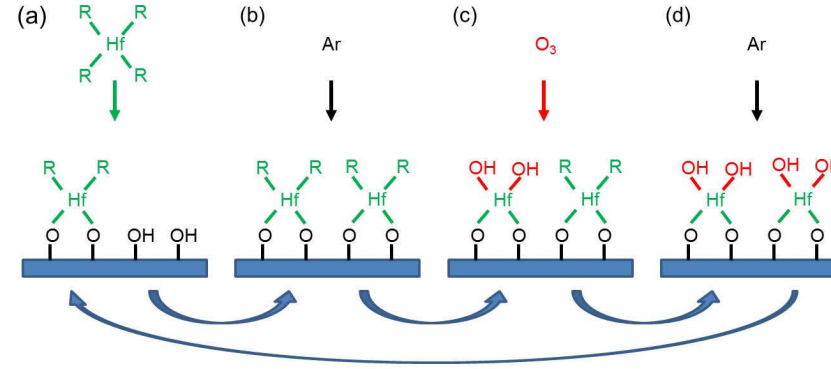 (a) (b) (c) (d)
R R
Hf
R R
Ar
O3
Ar
R R R R R OH OH R R OH OH OH
Hf Hf Hf Hf Hf Hf Hf
O O OH OH O O O O O O O O O O O O